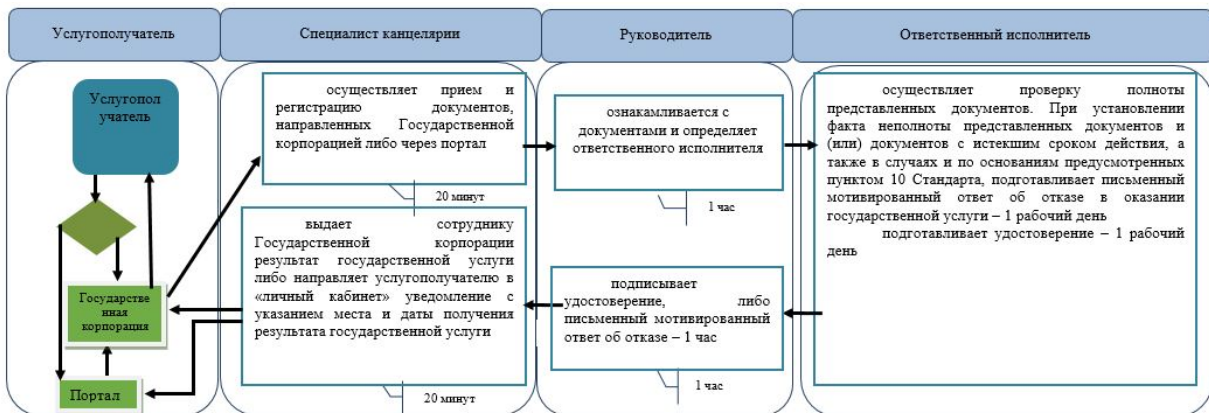 Услугополучатель
Специалист канцелярии
Руководитель
Ответственный исполнитель
Услугопол
учатель
Государстве
нная
корпорация
Портал
осуществляет прием и
регистрацию документов,
направленных Государственной
корпорацией либо через портал
20 минут
выдает сотруднику
Государственной корпорации
результат государственной услуги
либо направляет услугополучателю в
«личный кабинет» уведомление с
указанием места и даты получения
результата государственной услуги
20 минут
ознакамливается с
документами и определяет
ответственного исполнителя
1 час
подписывает
удостоверение, либо
письменный мотивированный
ответ об отказе – 1 час
1 час
осуществляет проверку полноты
представленных документов. При установлении
факта неполноты представленных документов и
(или) документов с истекшим сроком действия, а
также в случаях и по основаниям предусмотренных
пунктом 10 Стандарта, подготавливает письменный
мотивированный ответ об отказе в оказании
государственной услуги – 1 рабочий день
подготавливает удостоверение – 1 рабочий
день